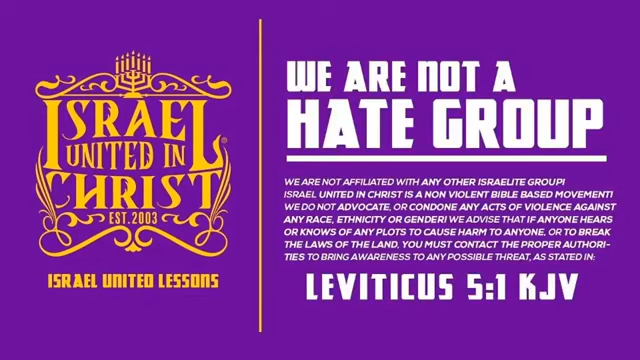 ISRAEL
UNITED IN
CHRIST
EST. 2003
ISRAEL UNITED LESSONS
WE ARE NOT A
HATE GROUP
WE ARE NOT AFFILIATED WITH ANY OTHER ISRAELITE GROUP!
ISRAEL UNITED IN CHRIST IS A NON VIOLENT BIBLE BASED MOVEMENT!
WE DO NOT ADVOCATE, OR CONDONE ANY ACTS OF VIOLENCE AGAINST
ANY RACE, ETHNICITY OR GENDER! WE ADVISE THAT IF ANYONE HEARS
OR KNOWS OF ANY PLOTS TO CAUSE HARM TO ANYONE, OR TO BREAK
THE LAWS OF THE LAND, YOU MUST CONTACT THE PROPER AUTHORI-
TIES TO BRING AWARENESS TO ANY POSSIBLE THREAT, AS STATED IN:
LEVITICUS 5:1 KJV